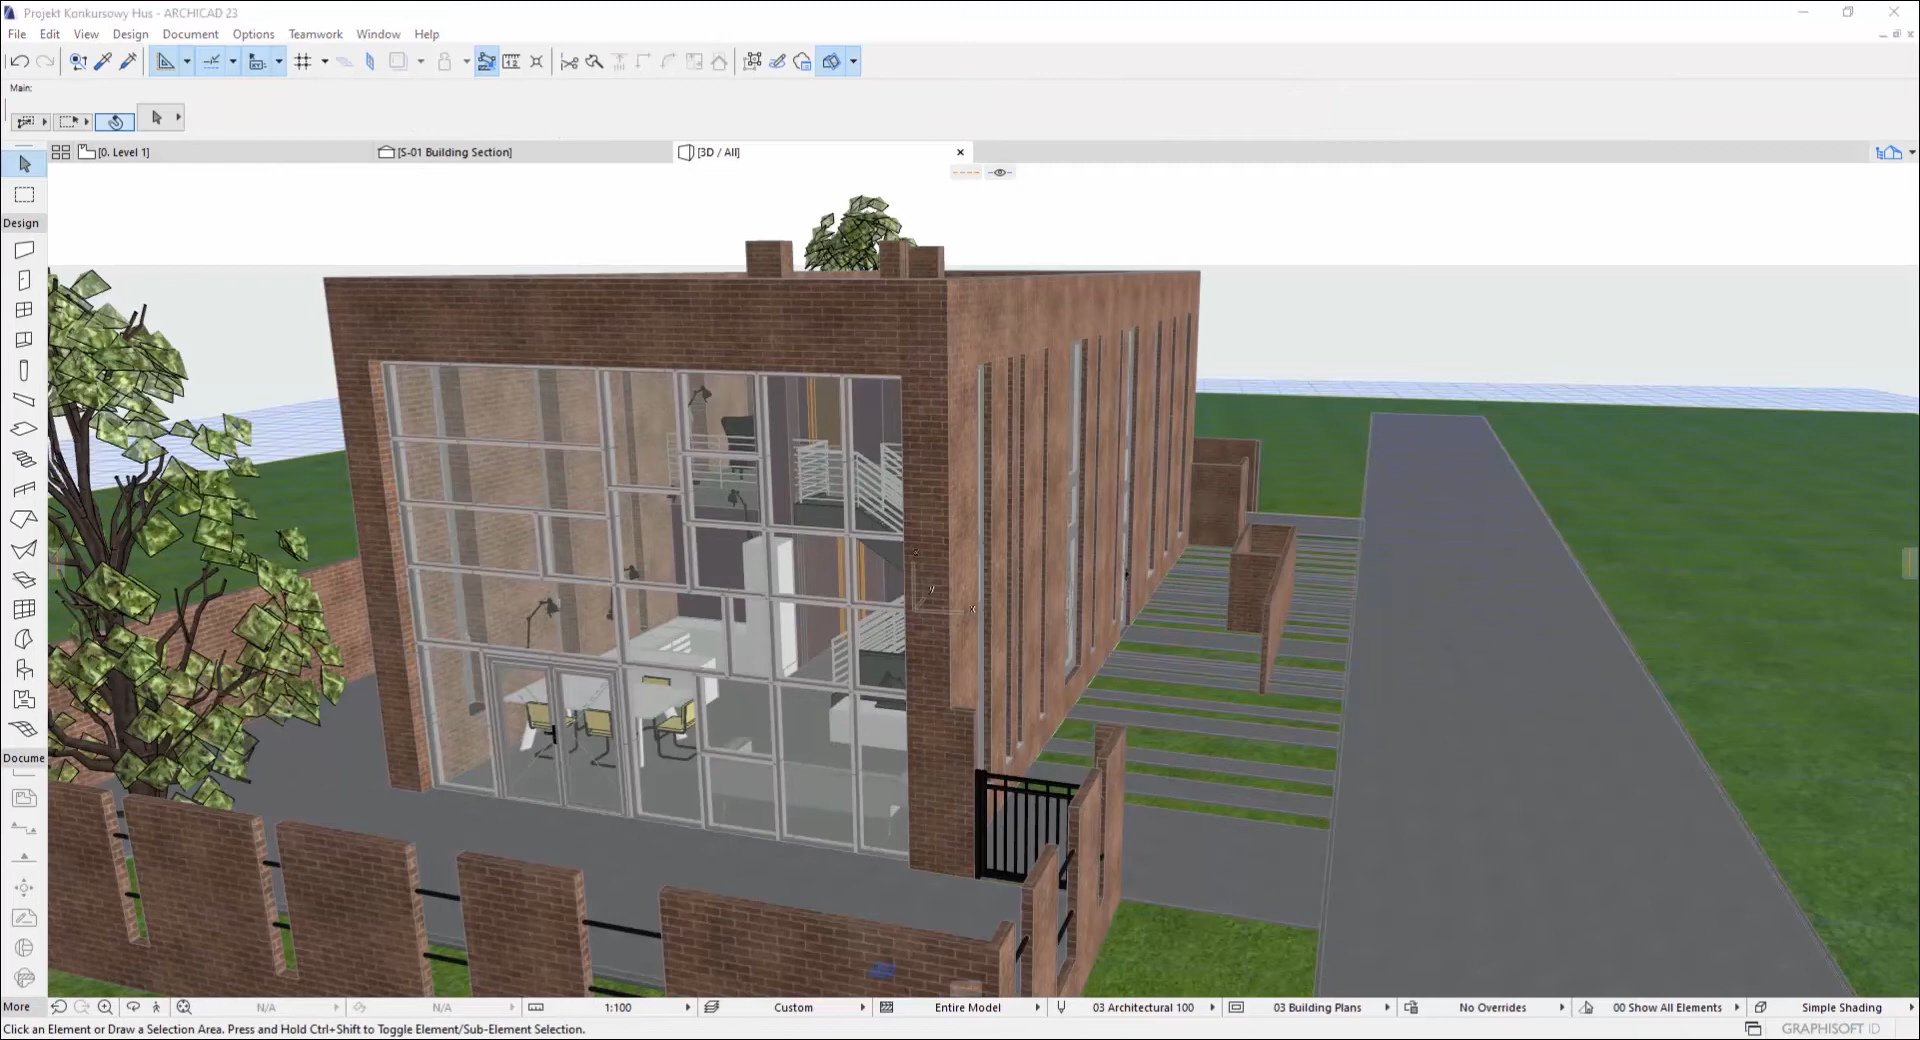 Projekt Konkursowy Hus - ARCHICAD 23
File Edit View Design Document Options Teamwork Window Help
Main:
[0. Level 1] [S-01 Building Section] [3D / All]
Design
Docume
More
N/A N/A 1:100 Custom Entire Model 03 Architectural 100 03 Building Plans No Overrides 00 Show All Elements Simple Shading
Click an Element or Draw a Selection Area. Press and Hold Ctrl+Shift to Toggle Element/Sub-Element Selection.
GRAPHISOFT ID